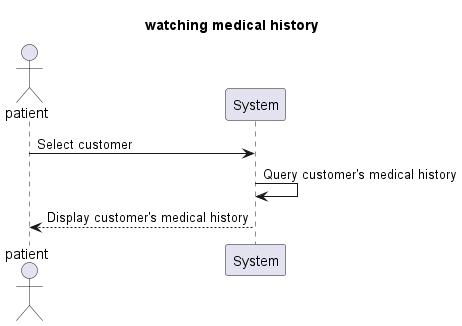 watching medical history
patient
System
Select customer
Query customer's medical history
Display customer's medical history
patient
System